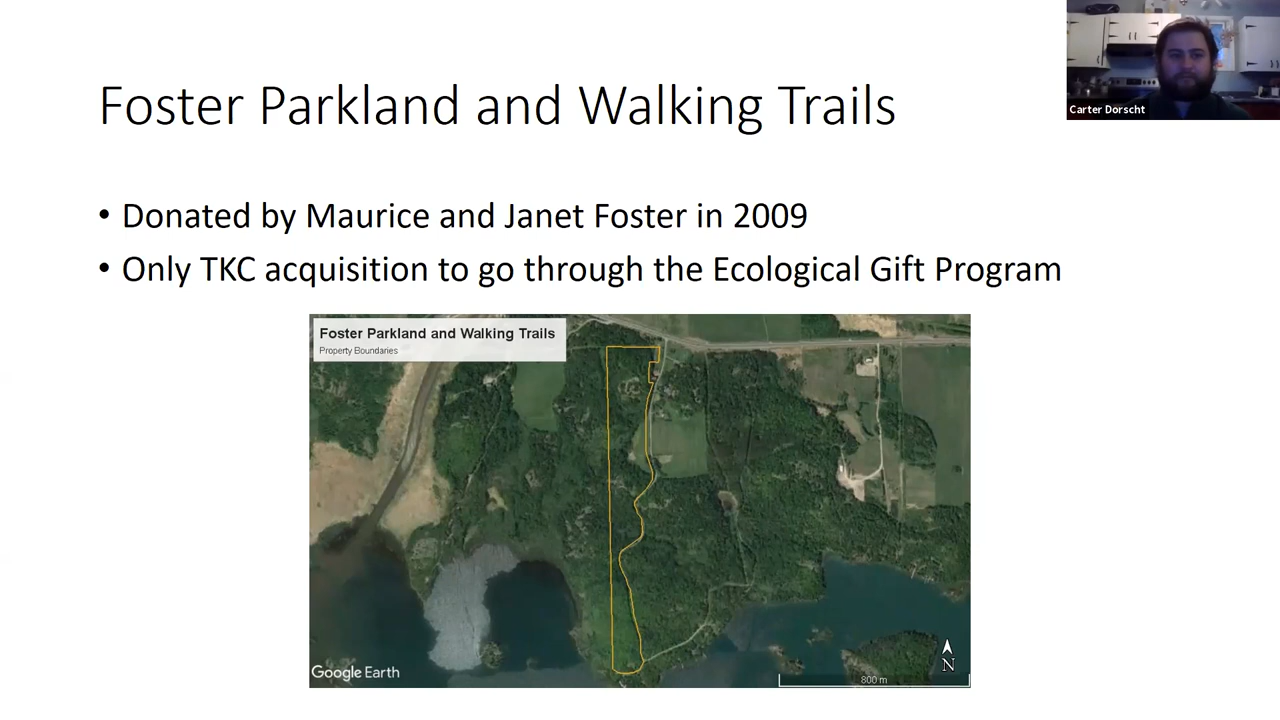 Foster Parkland and Walking Trails
Carter Dorscht
• Donated by Maurice and Janet Foster in 2009
• Only TKC acquisition to go through the Ecological Gift Program
Foster Parkland and Walking Trails
Property Boundaries
Google Earth
N
800 m